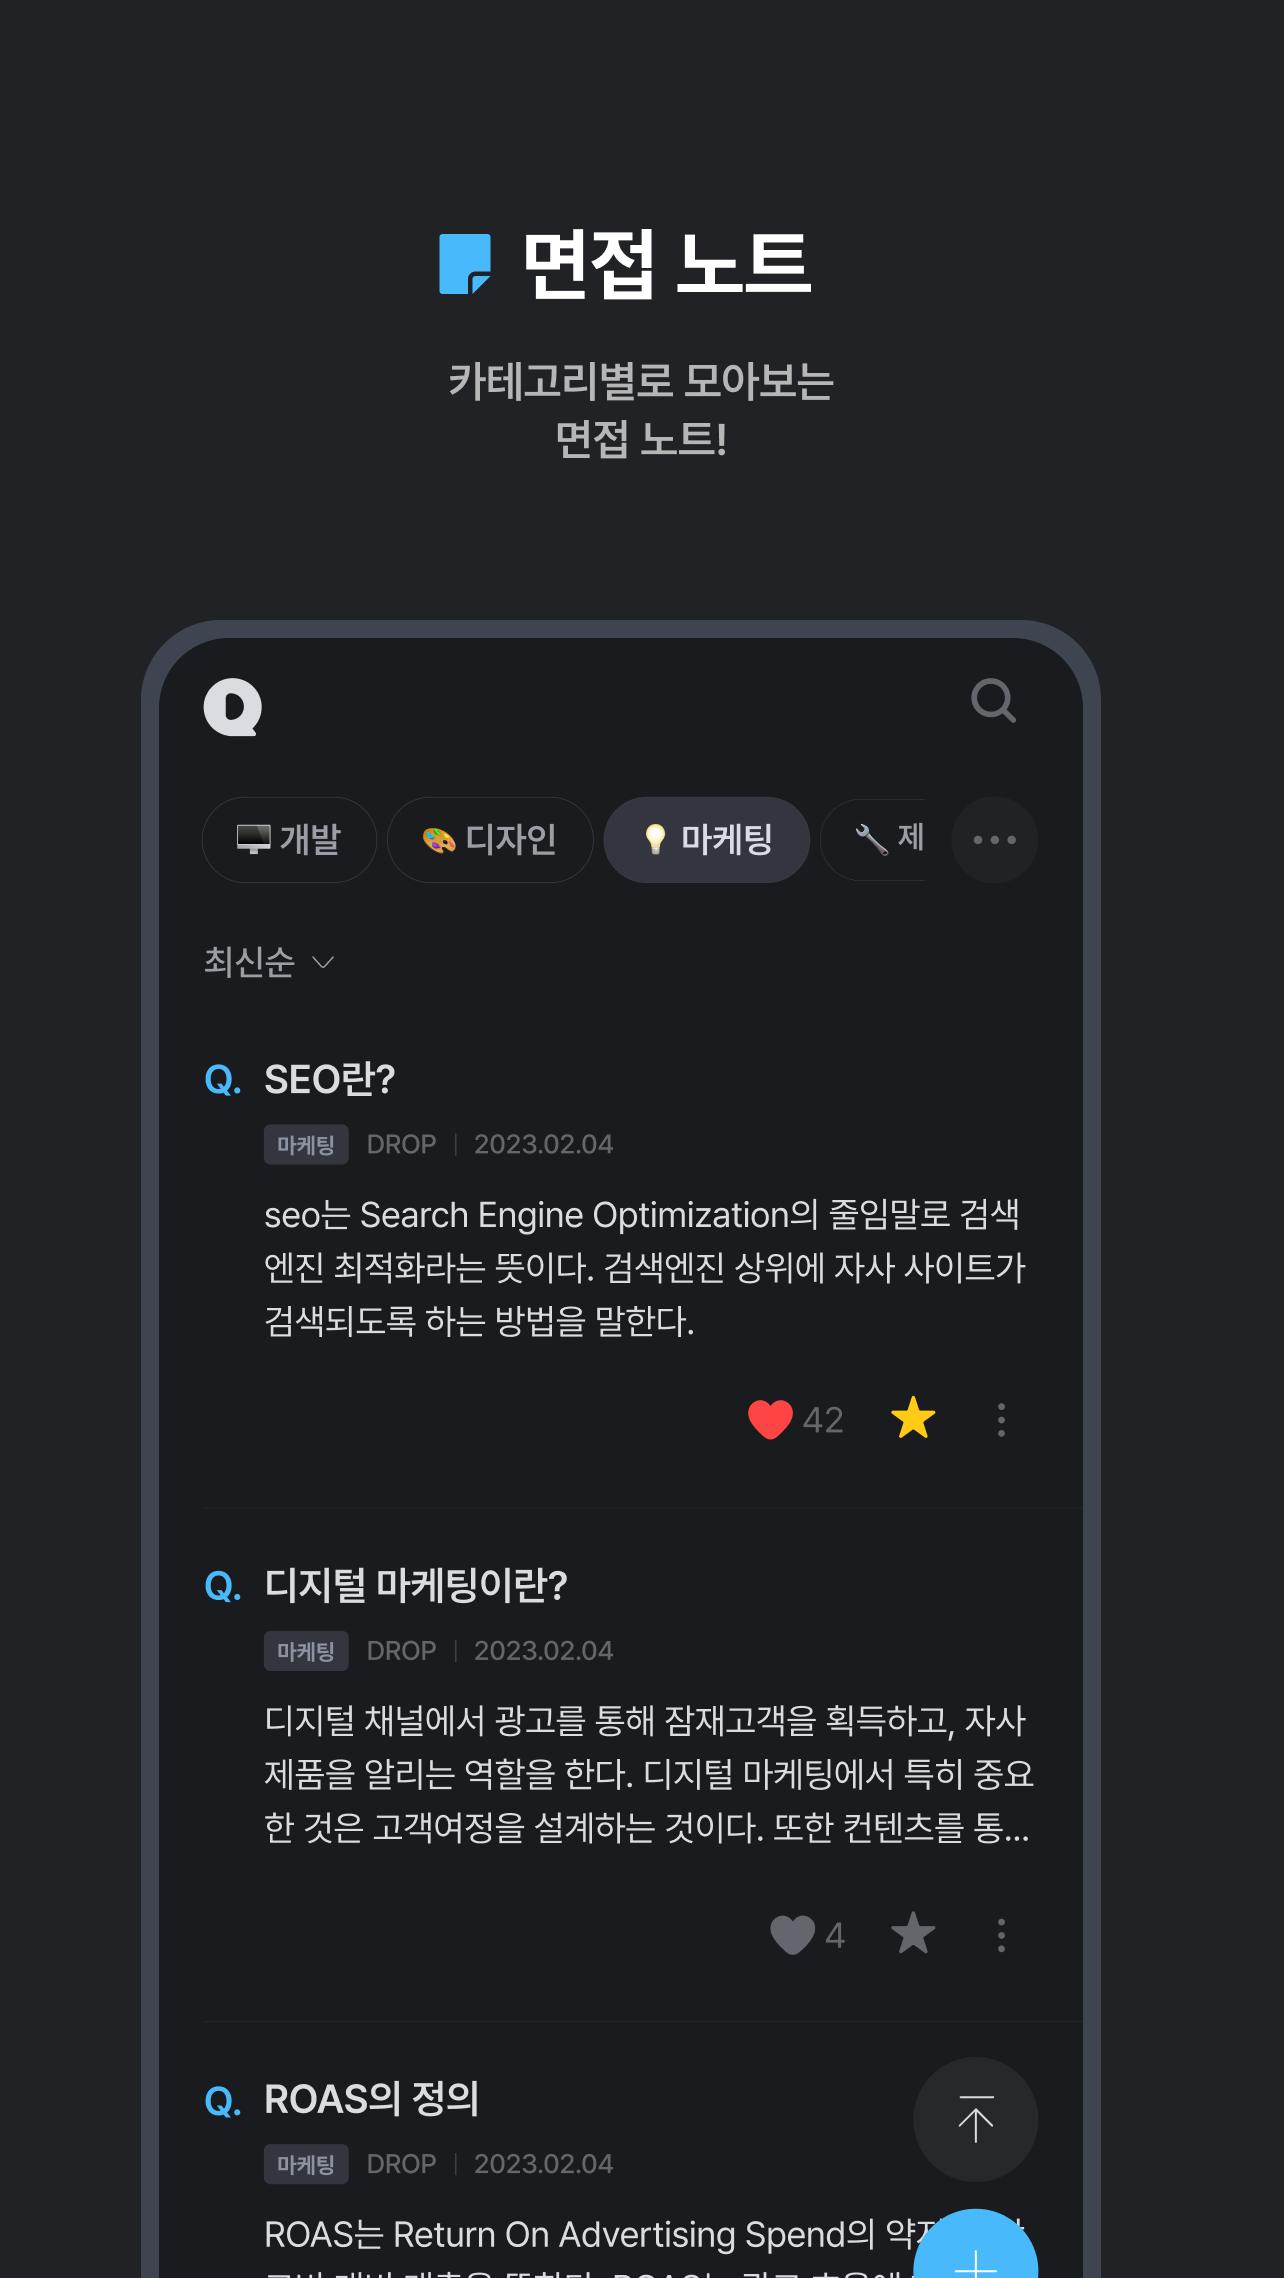 면접 노트
카테고리별로 모아보는
면접 노트!
개발 디자인 마케팅 제
최신순
Q. SEO란?
마케팅 DROP | 2023.02.04
seo는 Search Engine Optimization의 줄임말로 검색
엔진 최적화라는 뜻이다. 검색엔진 상위에 자사 사이트가
검색되도록 하는 방법을 말한다.
42
Q. 디지털 마케팅이란?
마케팅 DROP | 2023.02.04
디지털 채널에서 광고를 통해 잠재고객을 획득하고, 자사
제품을 알리는 역할을 한다. 디지털 마케팅에서 특히 중요
한 것은 고객여정을 설계하는 것이다. 또한 컨텐츠를 통...
4
Q. ROAS의 정의
마케팅 DROP | 2023.02.04
ROAS는 Return On Advertising Spend의